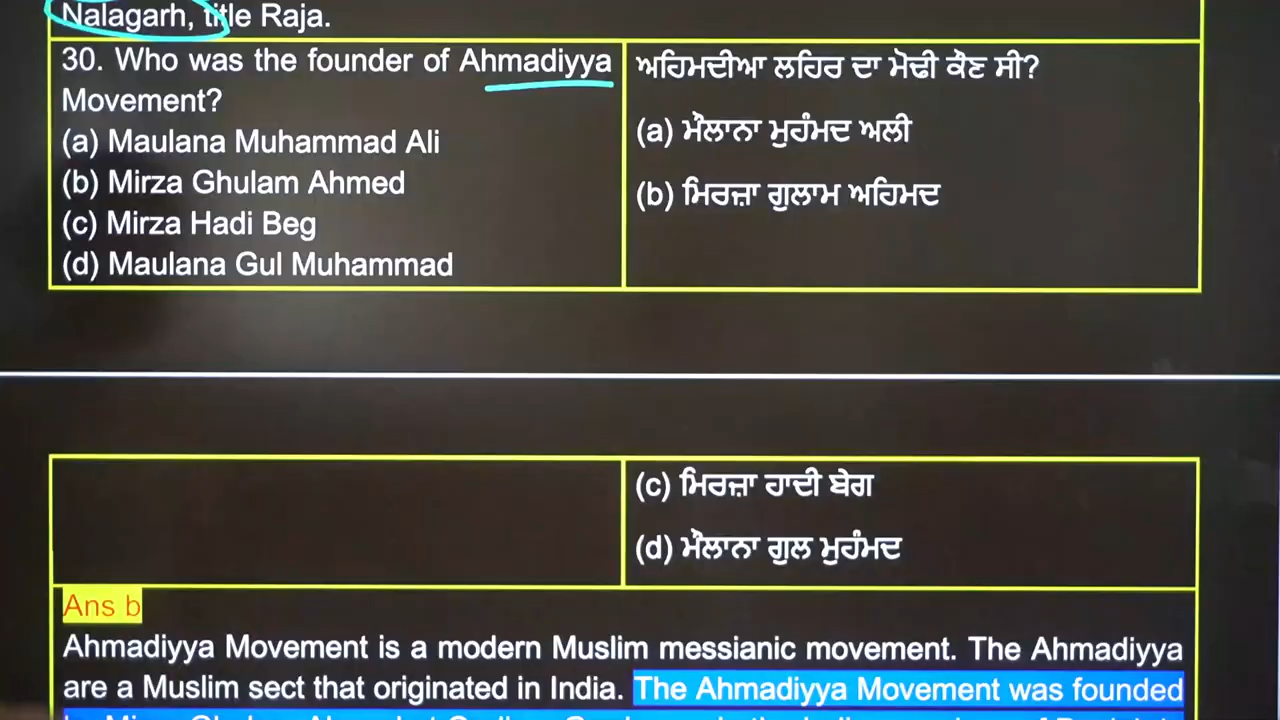 Nalagarh, title Raja.
30. Who was the founder of Ahmadiyya
Movement?
(a) Maulana Muhammad Ali
(b) Mirza Ghulam Ahmed
(c) Mirza Hadi Beg
(d) Maulana Gul Muhammad
ਅਹਿਮਦੀਆ ਲਹਿਰ ਦਾ ਮੋਢੀ ਕੌਣ ਸੀ?
(a) ਮੌਲਾਨਾ ਮੁਹੰਮਦ ਅਲੀ
(b) ਮਿਰਜ਼ਾ ਗੁਲਾਮ ਅਹਿਮਦ
(c) ਮਿਰਜ਼ਾ ਹਾਦੀ ਬੇਗ
(d) ਮੌਲਾਨਾ ਗੁਲ ਮੁਹੰਮਦ
Ans b
Ahmadiyya Movement is a modern Muslim messianic movement. The Ahmadiyya
are a Muslim sect that originated in India. The Ahmadiyya Movement was founded